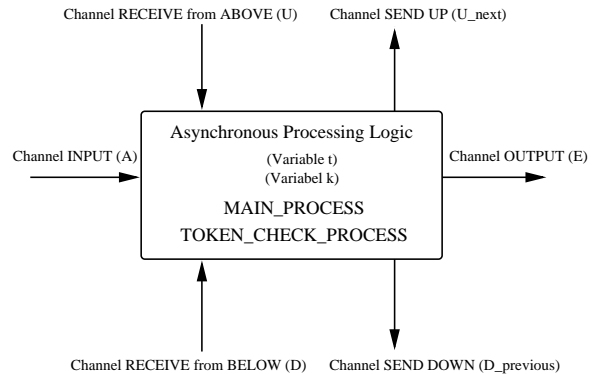 Channel RECEIVE from ABOVE (U)
Channel SEND UP (U_next)
Asynchronous Processing Logic
Channel INPUT (A)
(Variable t)
Channel OUTPUT (E)
(Variabel k)
MAIN_PROCESS
TOKEN_CHECK_PROCESS
Channel RECEIVE from BELOW (D)
Channel SEND DOWN (D_previous)